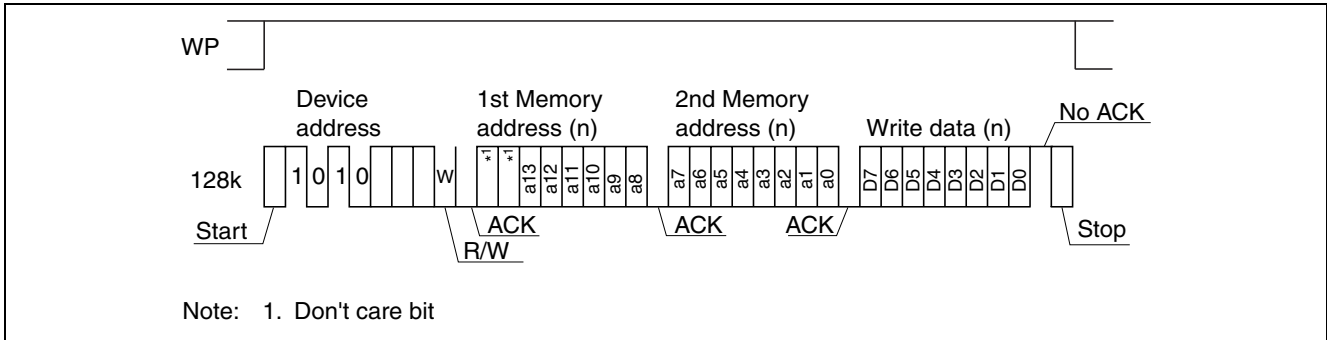 WP
Device address
1st Memory address (n)
2nd Memory address (n)
Write data (n)
No ACK
128k
1 0 1 0
W
*1 *1 a13 a12 a11 a10 a9 a8
a7 a6 a5 a4 a3 a2 a1 a0
D7 D6 D5 D4 D3 D2 D1 D0
Start
R/W
ACK
ACK
ACK
Stop
Note: 1. Don't care bit